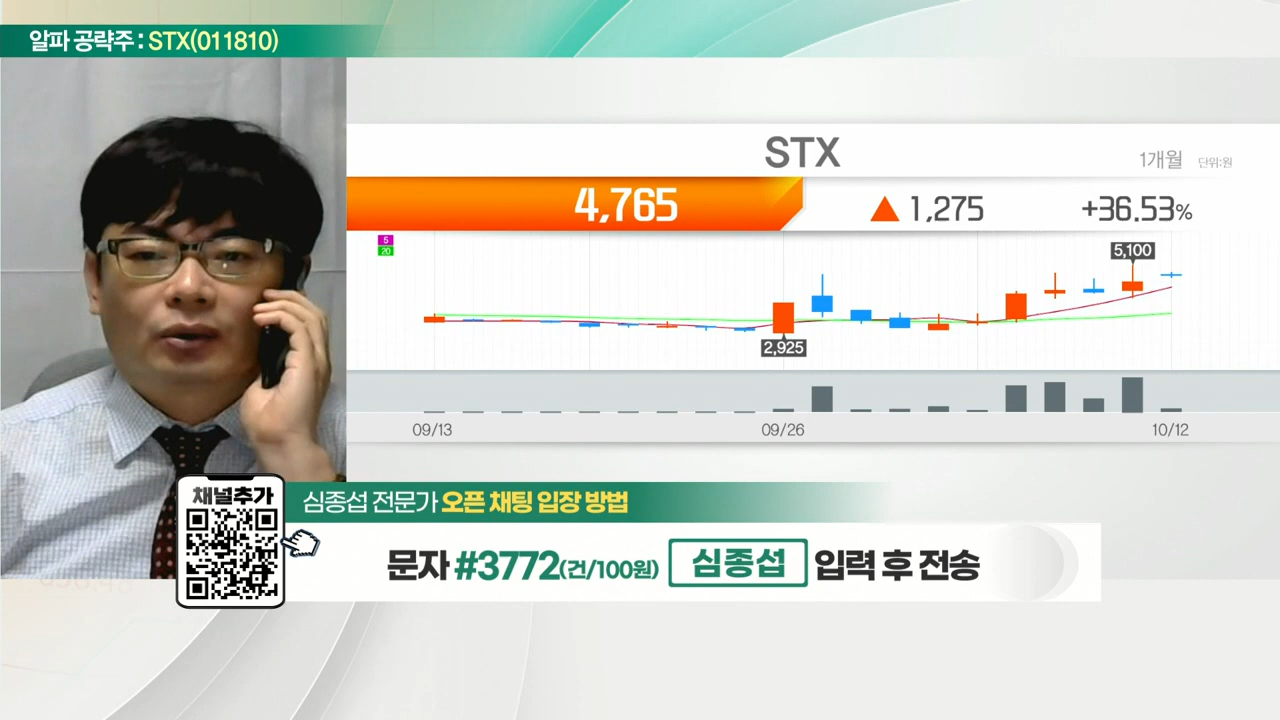 알파 공략주 : STX(011810)
STX
1개월 단위:원
4,765 ▲ 1,275 +36.53%
5
20
5,100
2,925
09/13 09/26 10/12
채널추가
심종섭 전문가 오픈 채팅 입장 방법
문자 #3772(건/100원) 심종섭 입력 후 전송